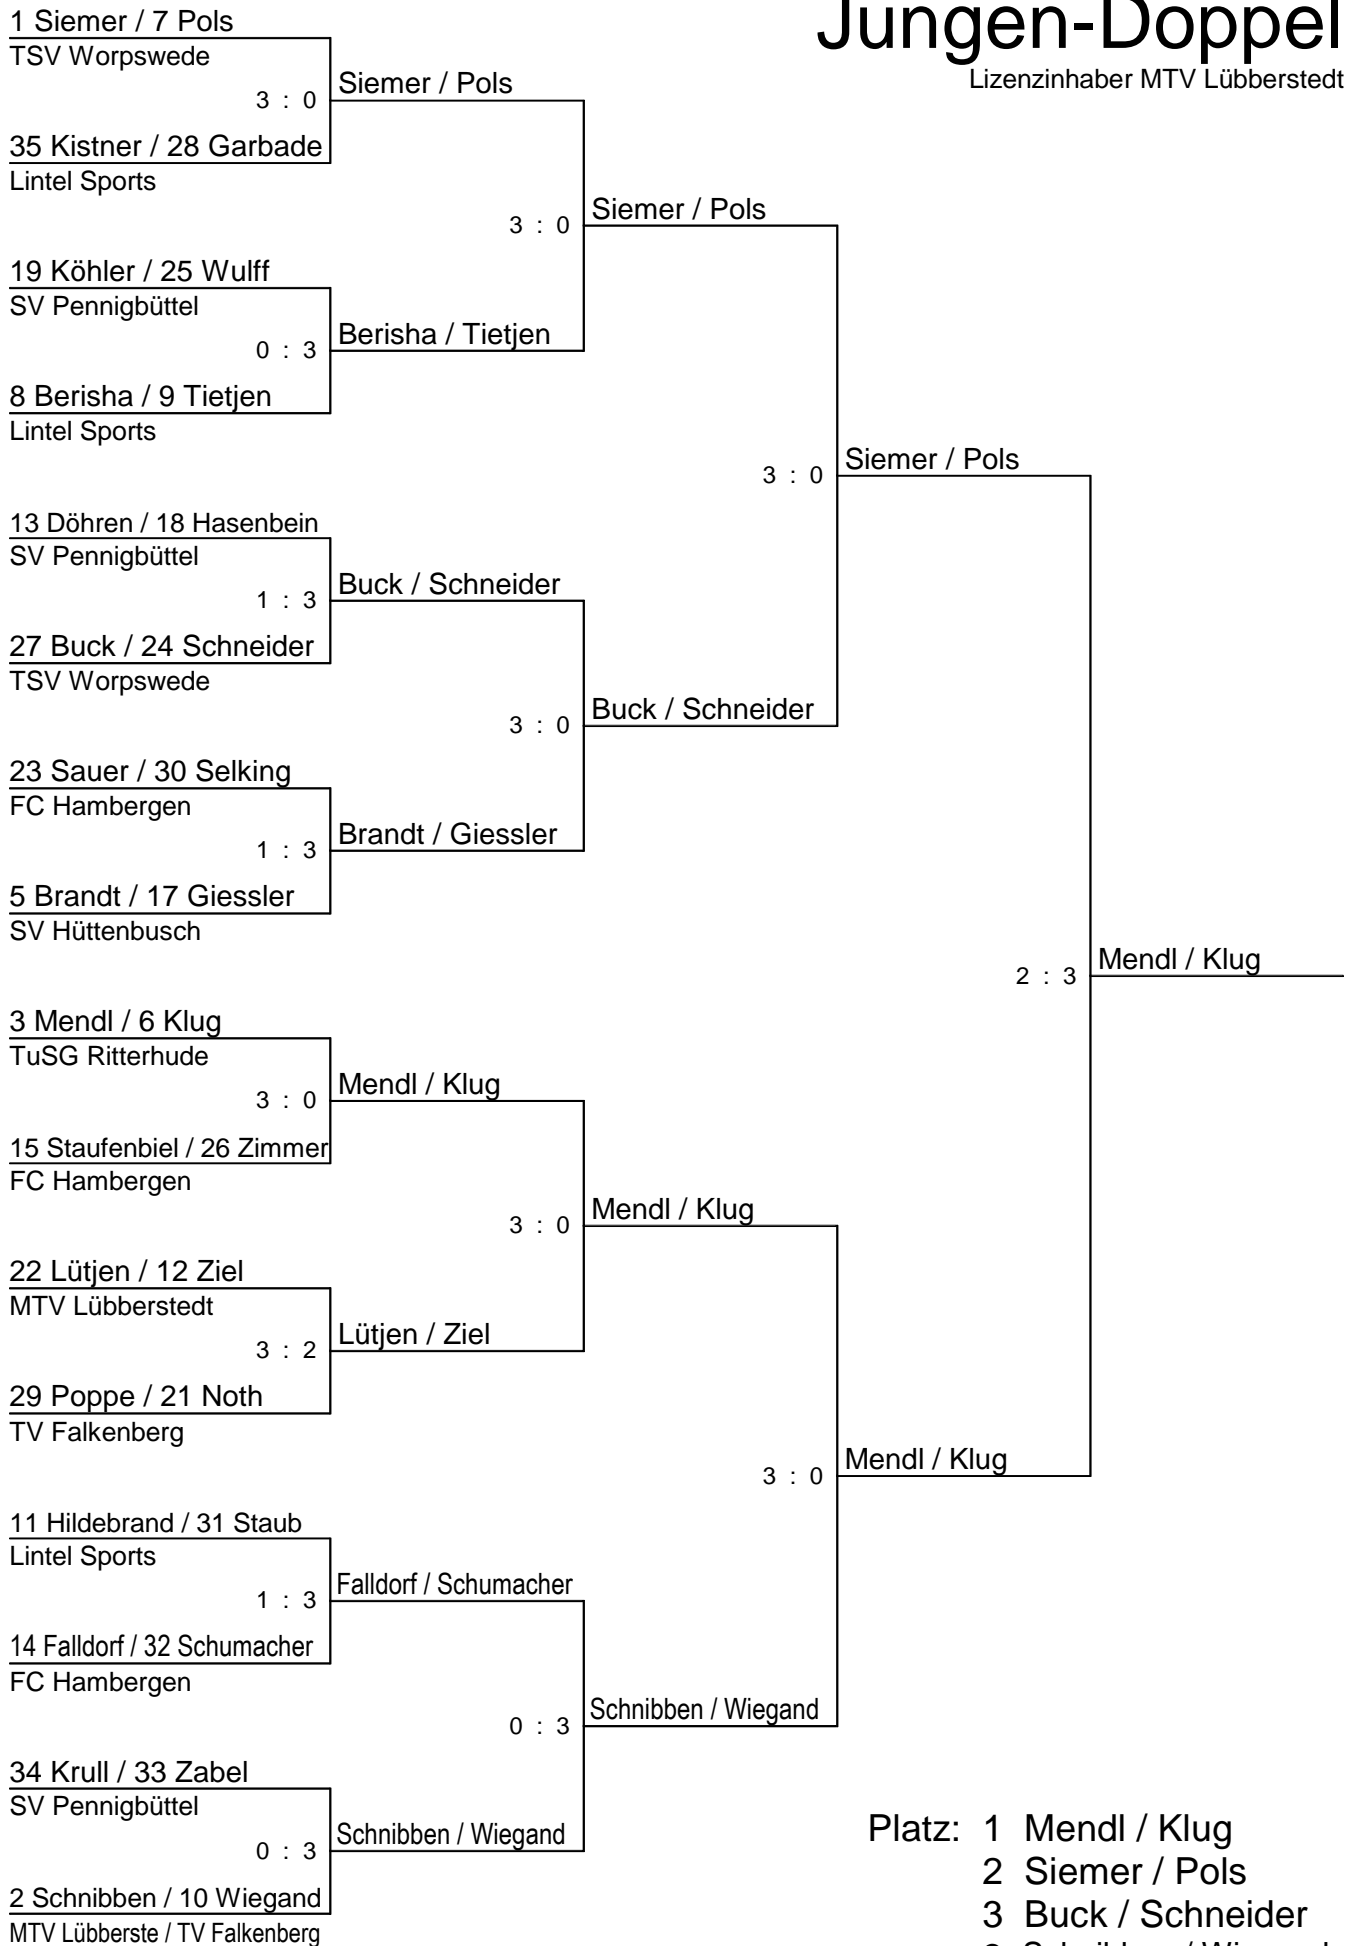 Jungen-Doppel
Lizenzinhaber MTV Lübberstedt
1 Siemer / 7 Pols
TSV Worpswede
3 : 0
Siemer / Pols
35 Kistner / 28 Garbade
Lintel Sports
3 : 0
Siemer / Pols
19 Köhler / 25 Wulff
SV Pennigbüttel
0 : 3
Berisha / Tietjen
8 Berisha / 9 Tietjen
Lintel Sports
3 : 0
Siemer / Pols
13 Döhren / 18 Hasenbein
SV Pennigbüttel
1 : 3
Buck / Schneider
27 Buck / 24 Schneider
TSV Worpswede
3 : 0
Buck / Schneider
23 Sauer / 30 Selking
FC Hambergen
1 : 3
Brandt / Giessler
5 Brandt / 17 Giessler
SV Hüttenbusch
2 : 3
Mendl / Klug
3 Mendl / 6 Klug
TuSG Ritterhude
3 : 0
Mendl / Klug
15 Staufenbiel / 26 Zimmer
FC Hambergen
3 : 0
Mendl / Klug
22 Lütjen / 12 Ziel
MTV Lübberstedt
3 : 2
Lütjen / Ziel
29 Poppe / 21 Noth
TV Falkenberg
3 : 0
Mendl / Klug
11 Hildebrand / 31 Staub
Lintel Sports
1 : 3
Falldorf / Schumacher
14 Falldorf / 32 Schumacher
FC Hambergen
0 : 3
Schnibben / Wiegand
34 Krull / 33 Zabel
SV Pennigbüttel
0 : 3
Schnibben / Wiegand
2 Schnibben / 10 Wiegand
MTV Lübberste / TV Falkenberg
Platz: 1 Mendl / Klug
2 Siemer / Pols
3 Buck / Schneider
3 Schnibben / Wiegand